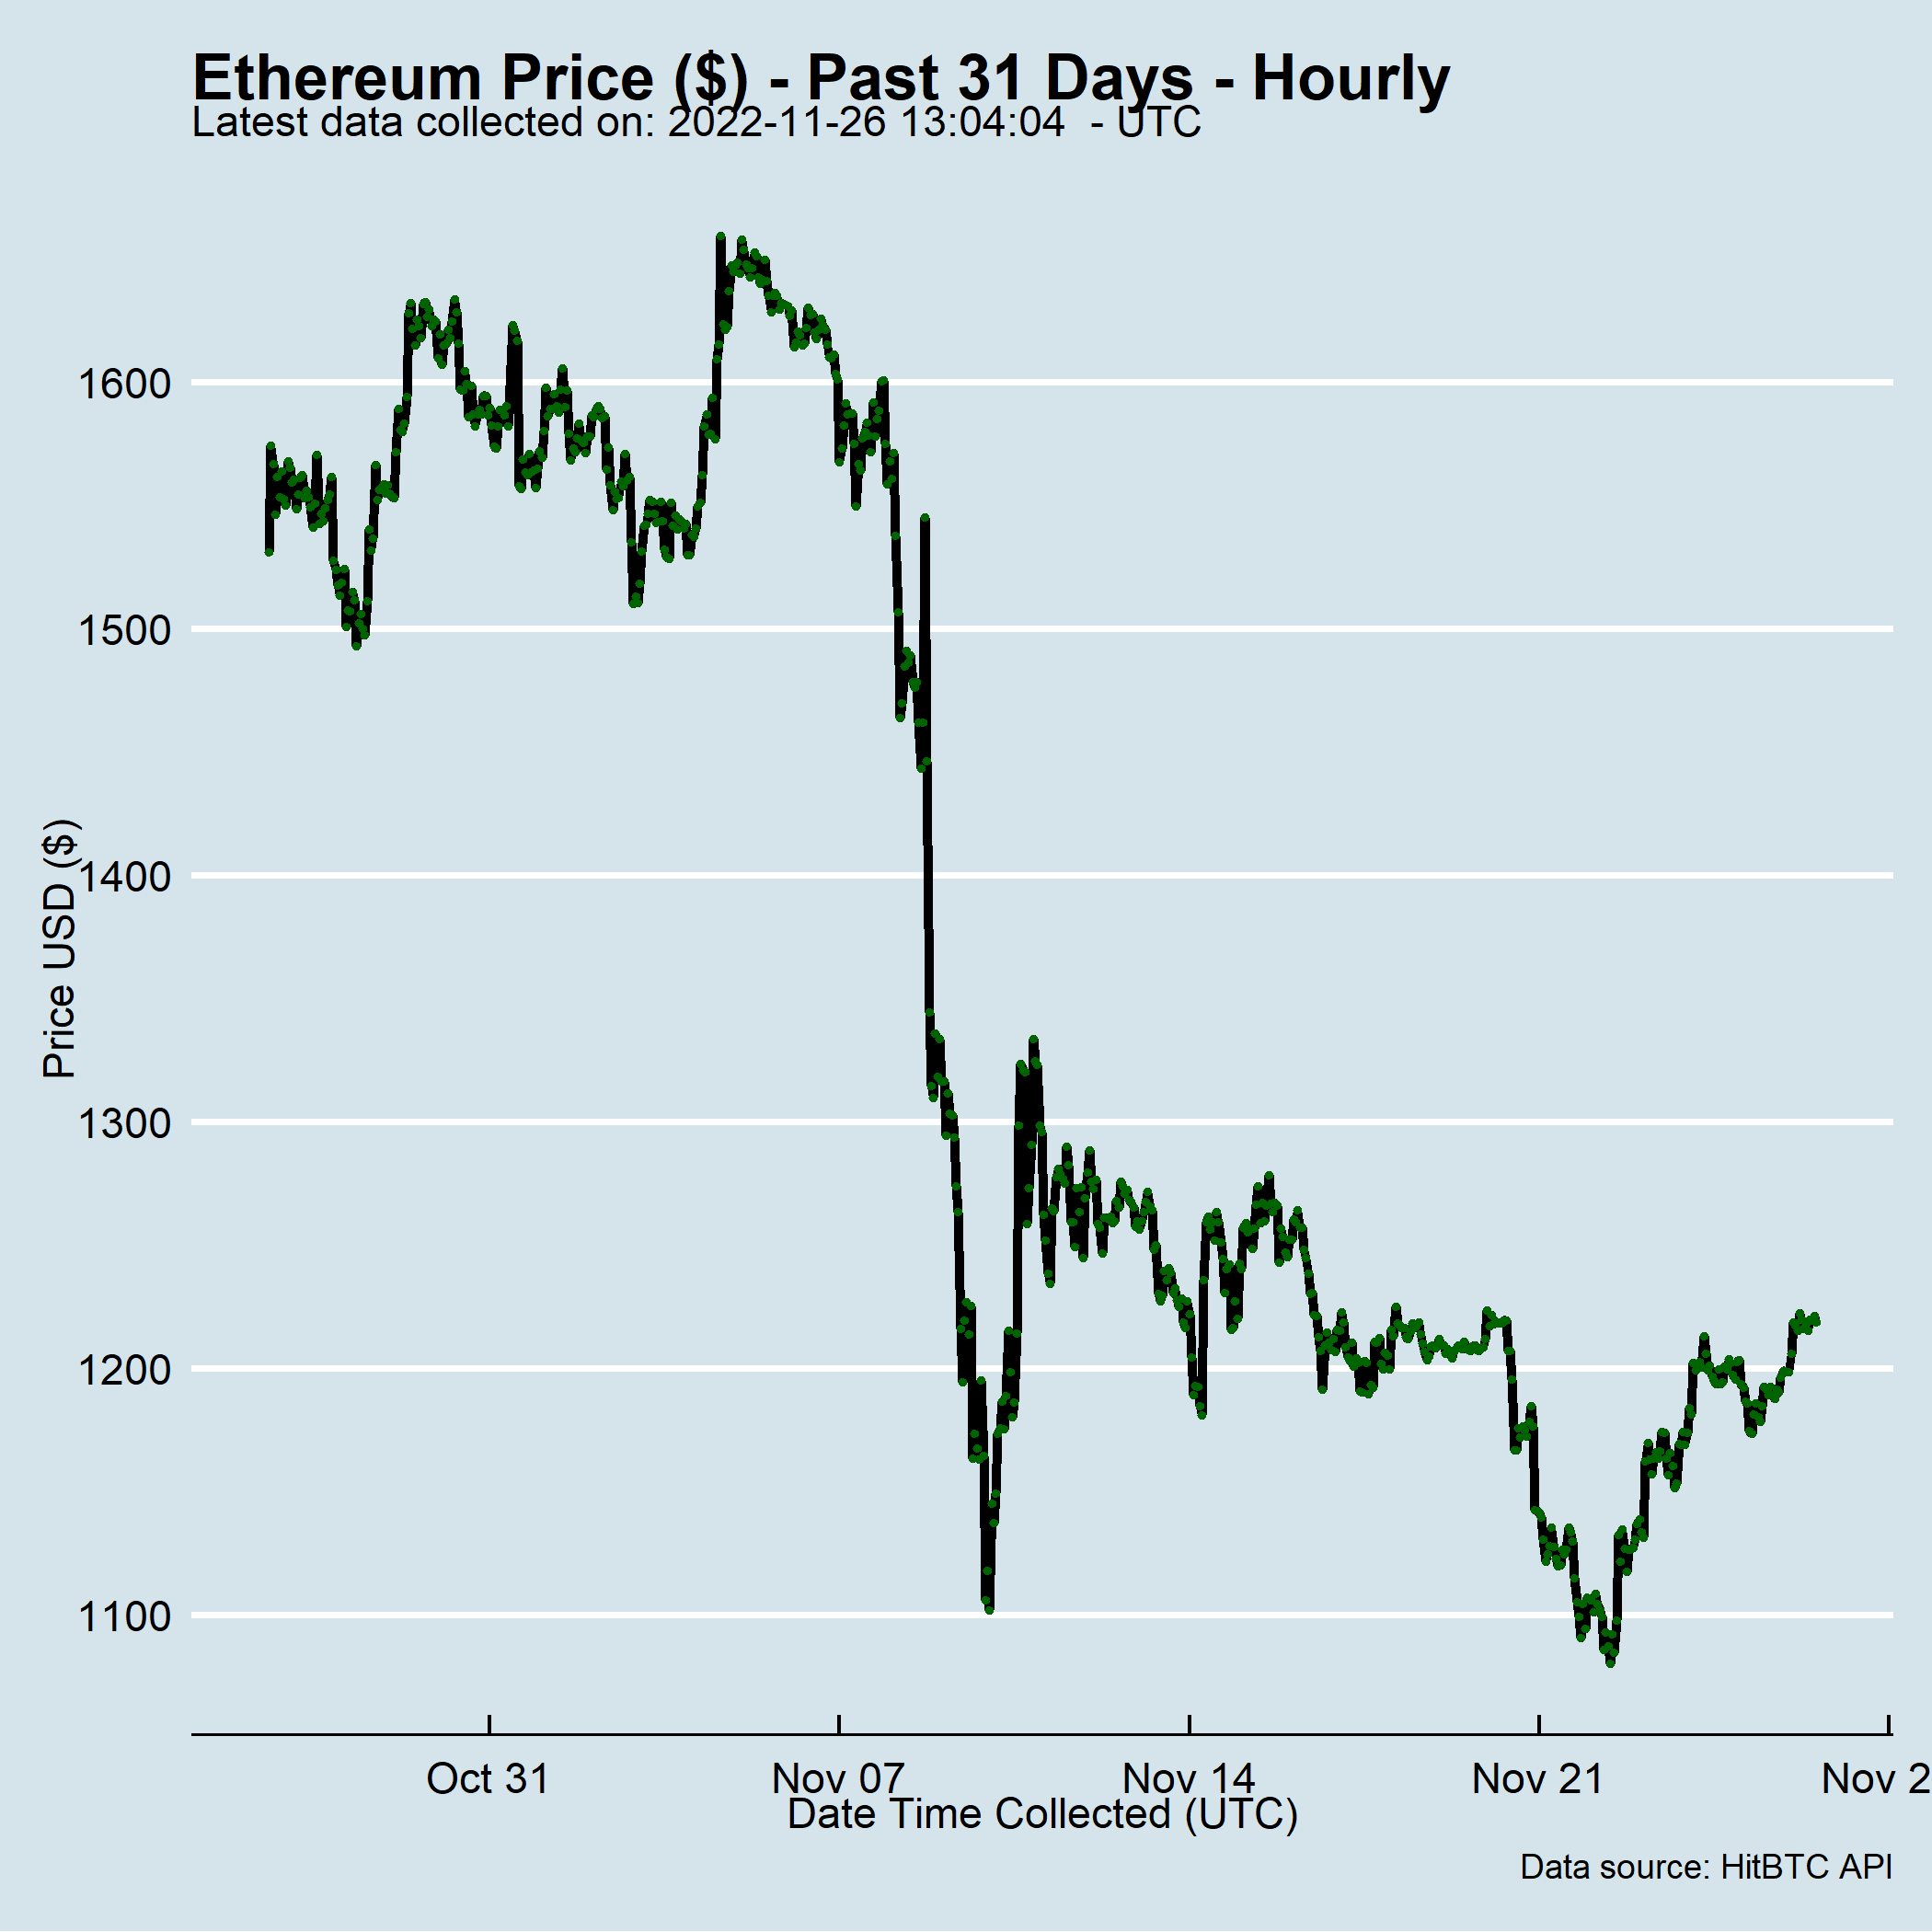 Ethereum Price ($) - Past 31 Days - Hourly
Latest data collected on: 2022-11-26 13:04:04  - UTC
Price USD ($)
1600
1500
1400
1300
1200
1100
Oct 31
Nov 07
Nov 14
Nov 21
Nov 2
Date Time Collected (UTC)
Data source: HitBTC API